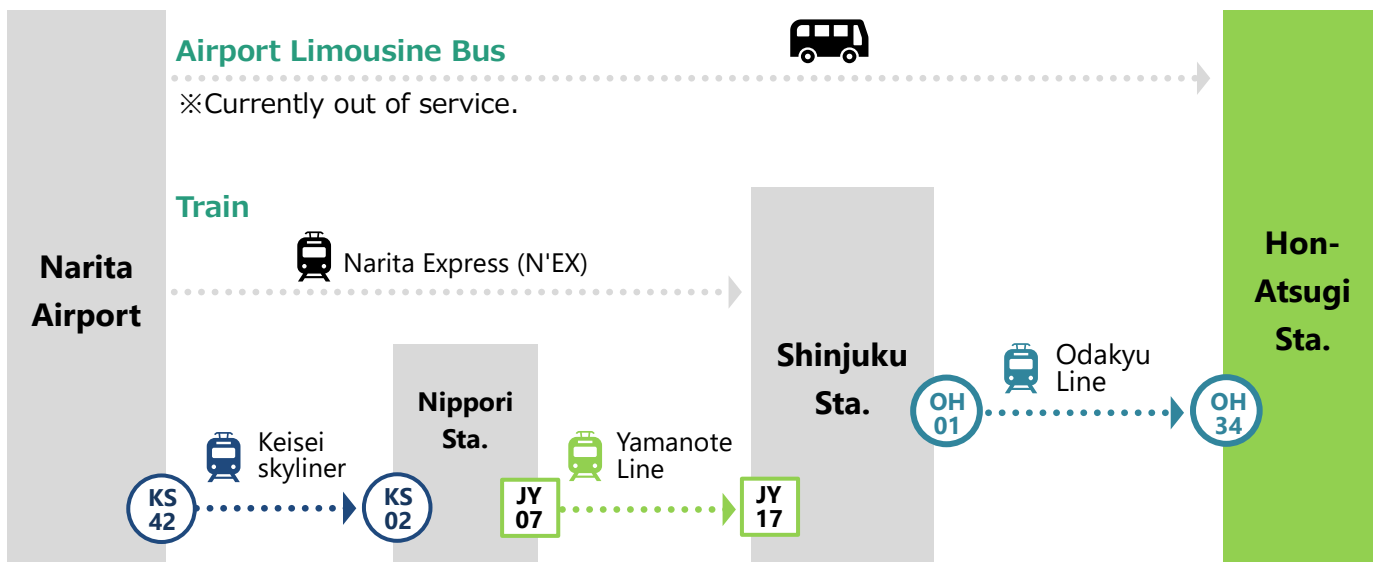 Airport Limousine Bus
※Currently out of service.
Train
Narita Express (N'EX)
Narita
Airport
Hon-
Atsugi
Sta.
Shinjuku
Sta.
Odakyu
Line
Nippori
Sta.
Keisei
skyliner
Yamanote
Line
OH
01
OH
34
KS
42
KS
02
JY
07
JY
17